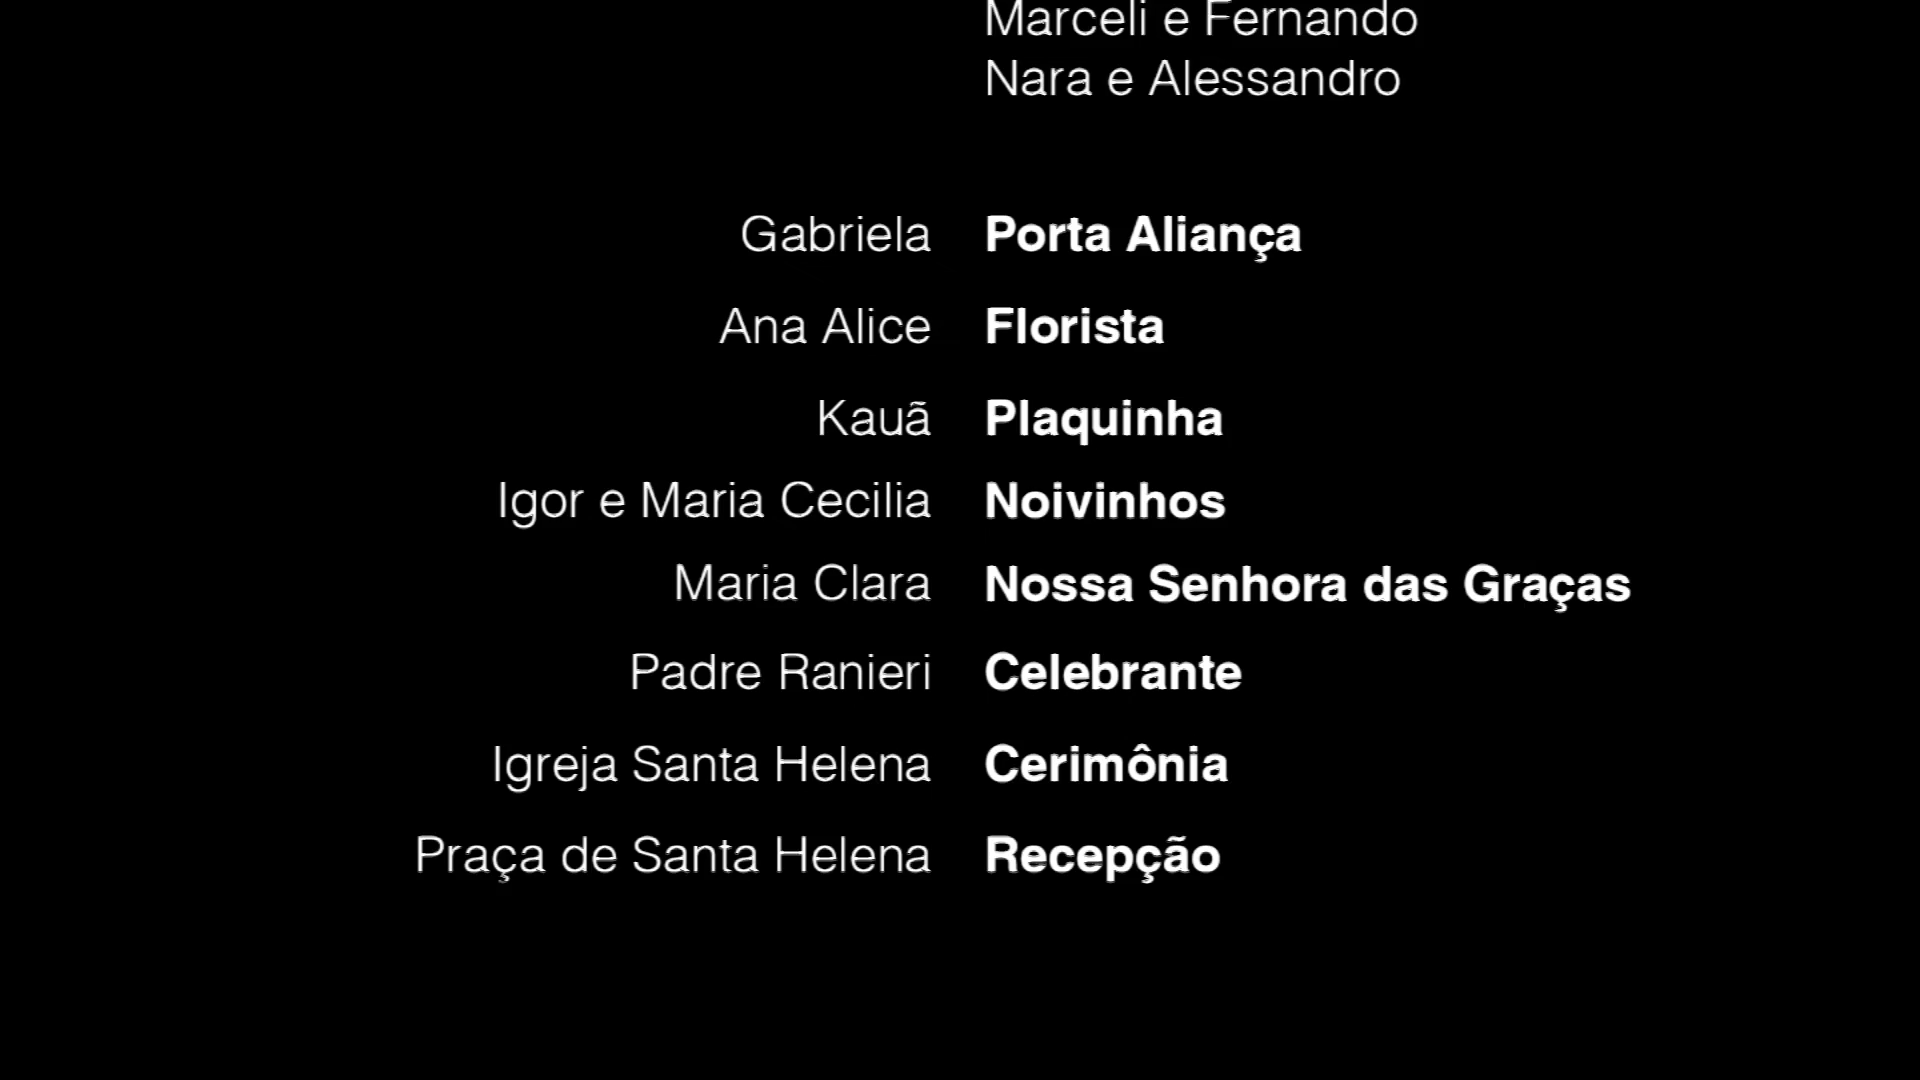 Marceli e Fernando
Nara e Alessandro
Gabriela Porta Aliança
Ana Alice Florista
Kauã Plaquinha
Igor e Maria Cecilia Noivinhos
Maria Clara Nossa Senhora das Graças
Padre Ranieri Celebrante
Igreja Santa Helena Cerimônia
Praça de Santa Helena Recepção